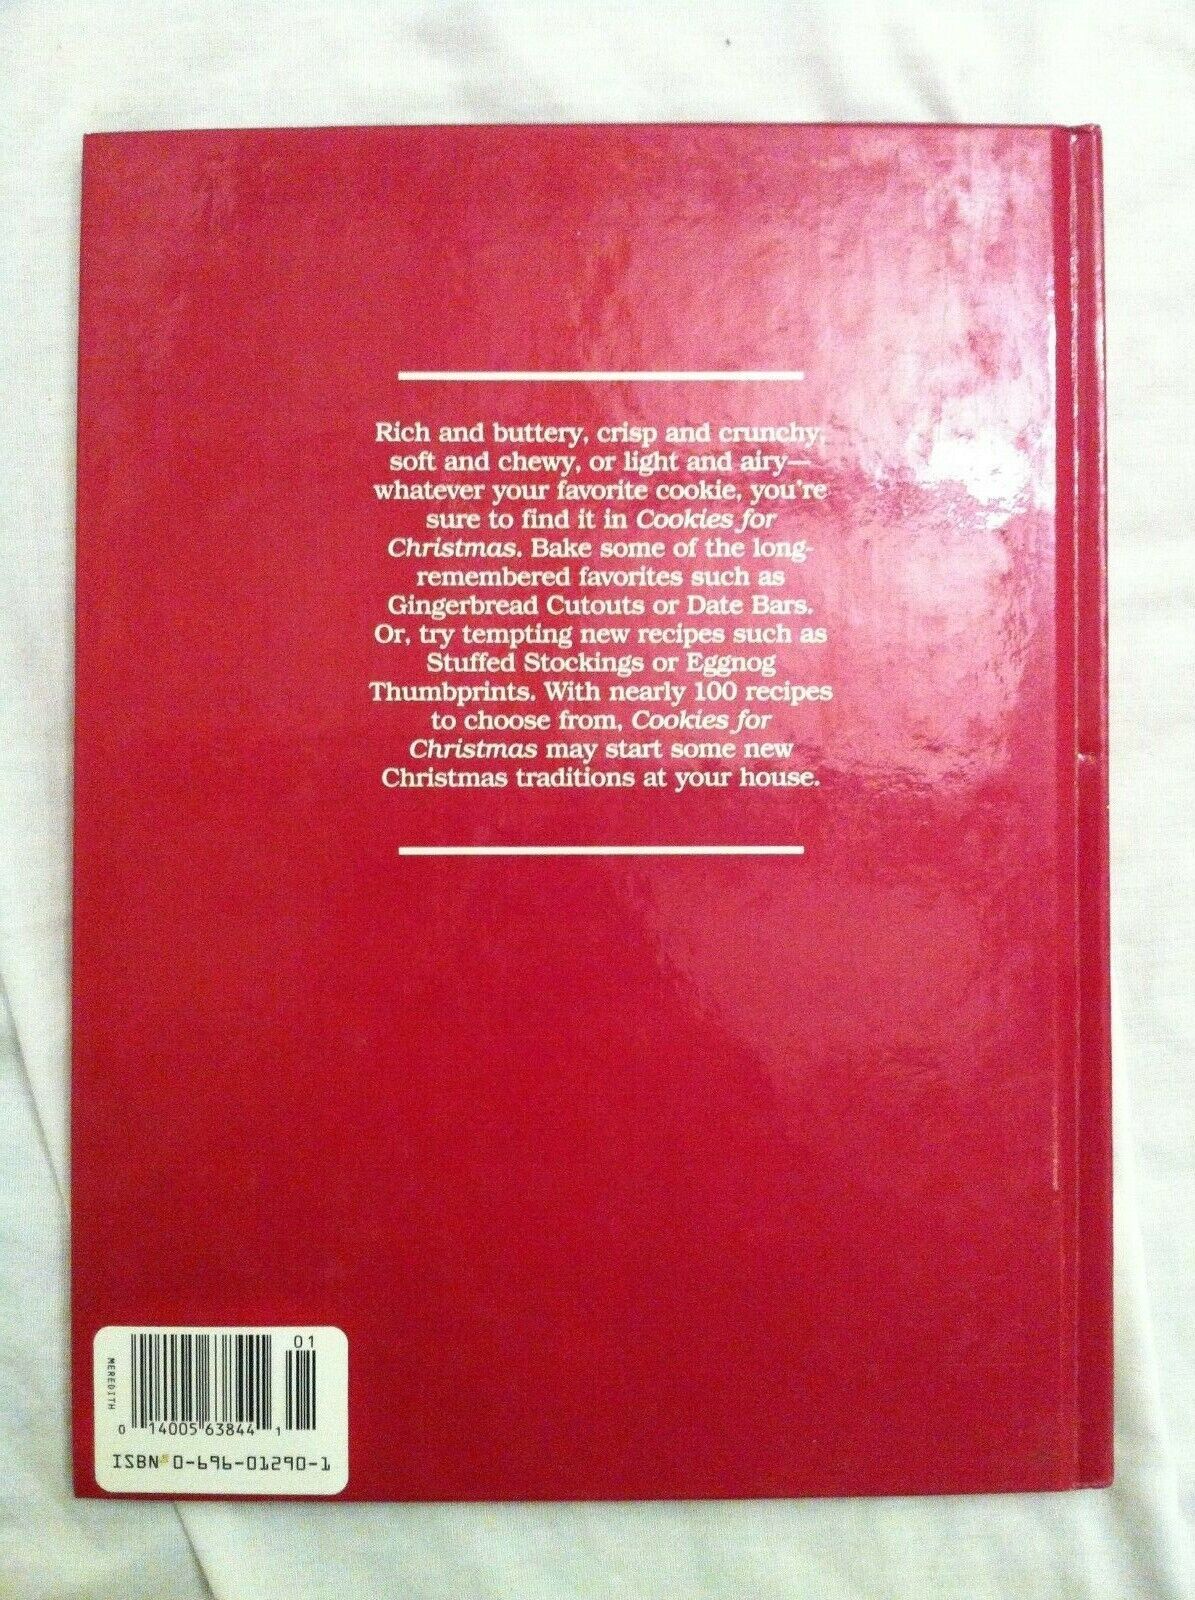 Rich and buttery, crisp and crunchy,
soft and chewy, or light and airy—
whatever your favorite cookie, you're
sure to find it in Cookies for
Christmas. Bake some of the long-
remembered favorites such as
Gingerbread Cutouts or Date Bars.
Or, try tempting new recipes such as
Stuffed Stockings or Eggnog
Thumbprints. With nearly 100 recipes
to choose from, Cookies for
Christmas may start some new
Christmas traditions at your house.
MEREDITH
01
0 14005 63844 1
ISBN 0-696-01290-1